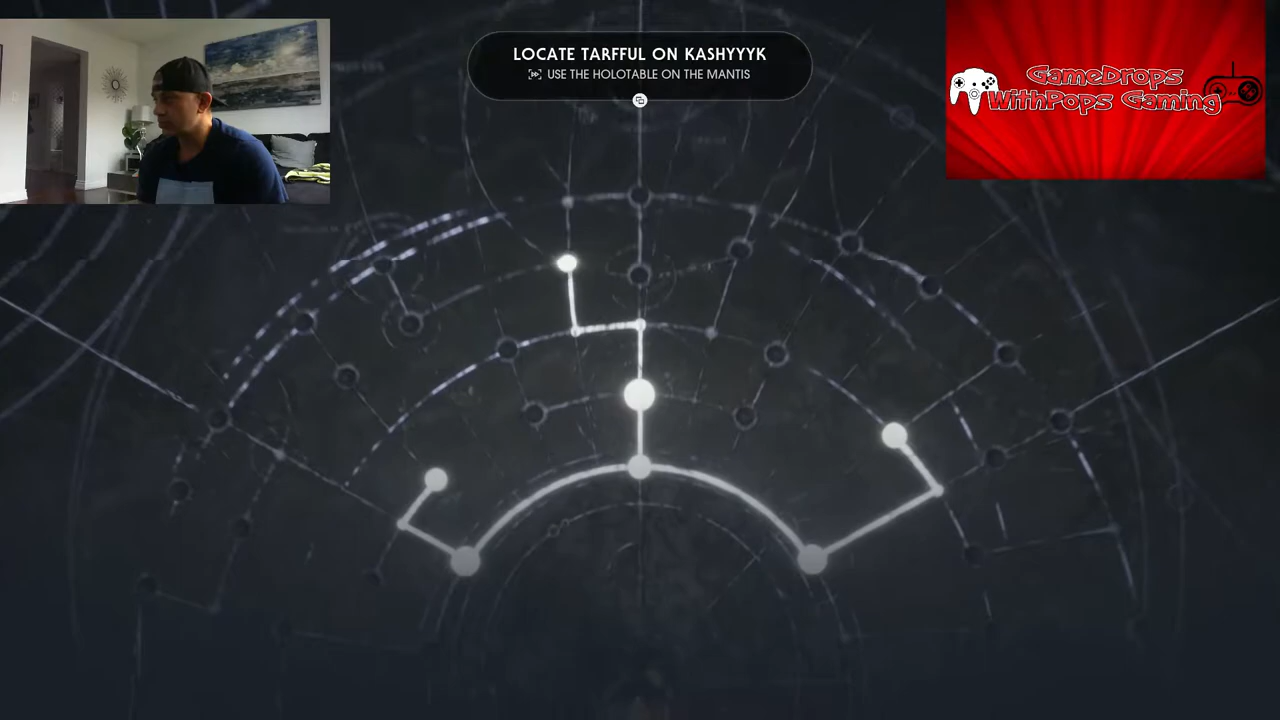 LOCATE TARFFUL ON KASHYYYK
USE THE HOLOTABLE ON THE MANTIS
GameDrops
WithPops Gaming